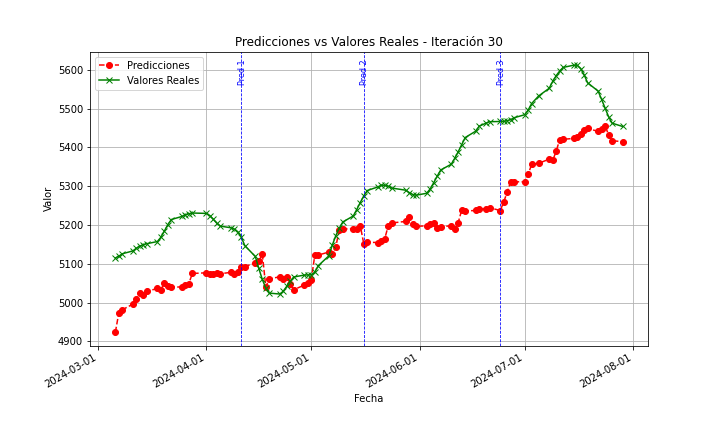 Predicciones vs Valores Reales - Iteración 30
Predicciones
Valores Reales
Pred 1
Pred 2
Pred 3
Valor
5600
5500
5400
5300
5200
5100
5000
4900
2024-03-01
2024-04-01
2024-05-01
2024-06-01
2024-07-01
2024-08-01
Fecha